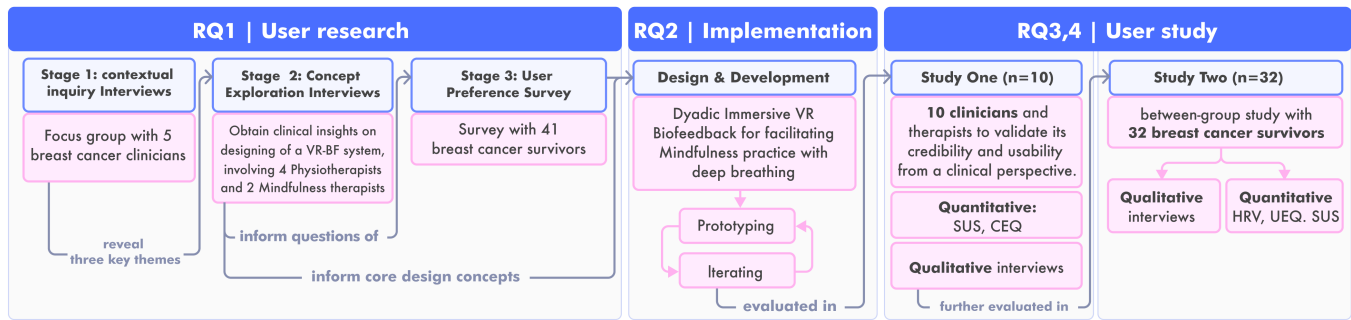 RQ1 | User research
Stage 1: contextual
inquiry Interviews
Focus group with 5
breast cancer clinicians
reveal
three key themes
Stage 2: Concept
Exploration Interviews
Obtain clinical insights on
designing of a VR-BF system,
involving 4 Physiotherapists
and 2 Mindfulness therapists
inform questions of
inform core design concepts
Stage 3: User
Preference Survey
Survey with 41
breast cancer survivors
RQ2 | Implementation
Design & Development
Dyadic Immersive VR
Biofeedback for facilitating
Mindfulness practice with
deep breathing
Prototyping
Iterating
evaluated in
RQ3,4 | User study
Study One (n=10)
10 clinicians and
therapists to validate its
credibility and usability
from a clinical perspective.
Quantitative:
SUS, CEQ
Qualitative interviews
further evaluated in
Study Two (n=32)
between-group study with
32 breast cancer survivors
Qualitative
interviews
Quantitative
HRV, UEQ. SUS